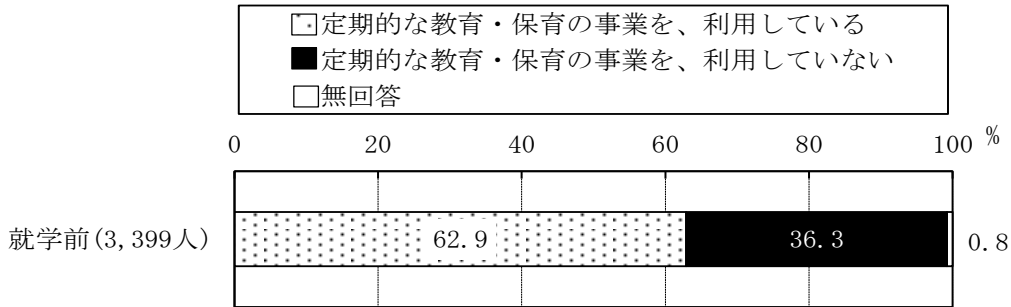 定期的な教育・保育の事業を、利用している
定期的な教育・保育の事業を、利用していない
無回答
0 20 40 60 80 100 %
就学前(3,399人) 62.9 36.3 0.8